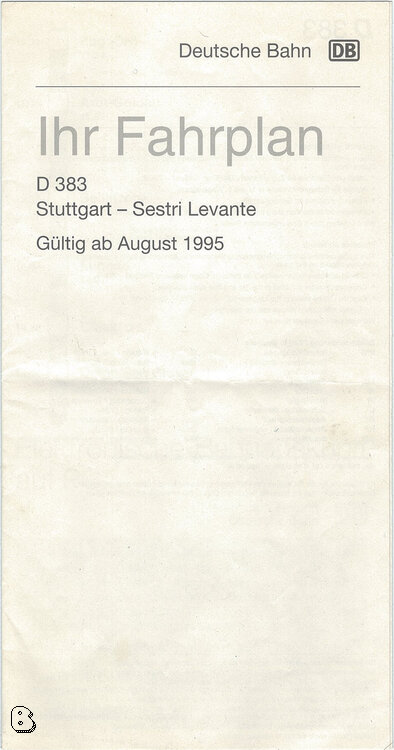 Deutsche Bahn DB
Ihr Fahrplan
D 383
Stuttgart – Sestri Levante
Gültig ab August 1995
B